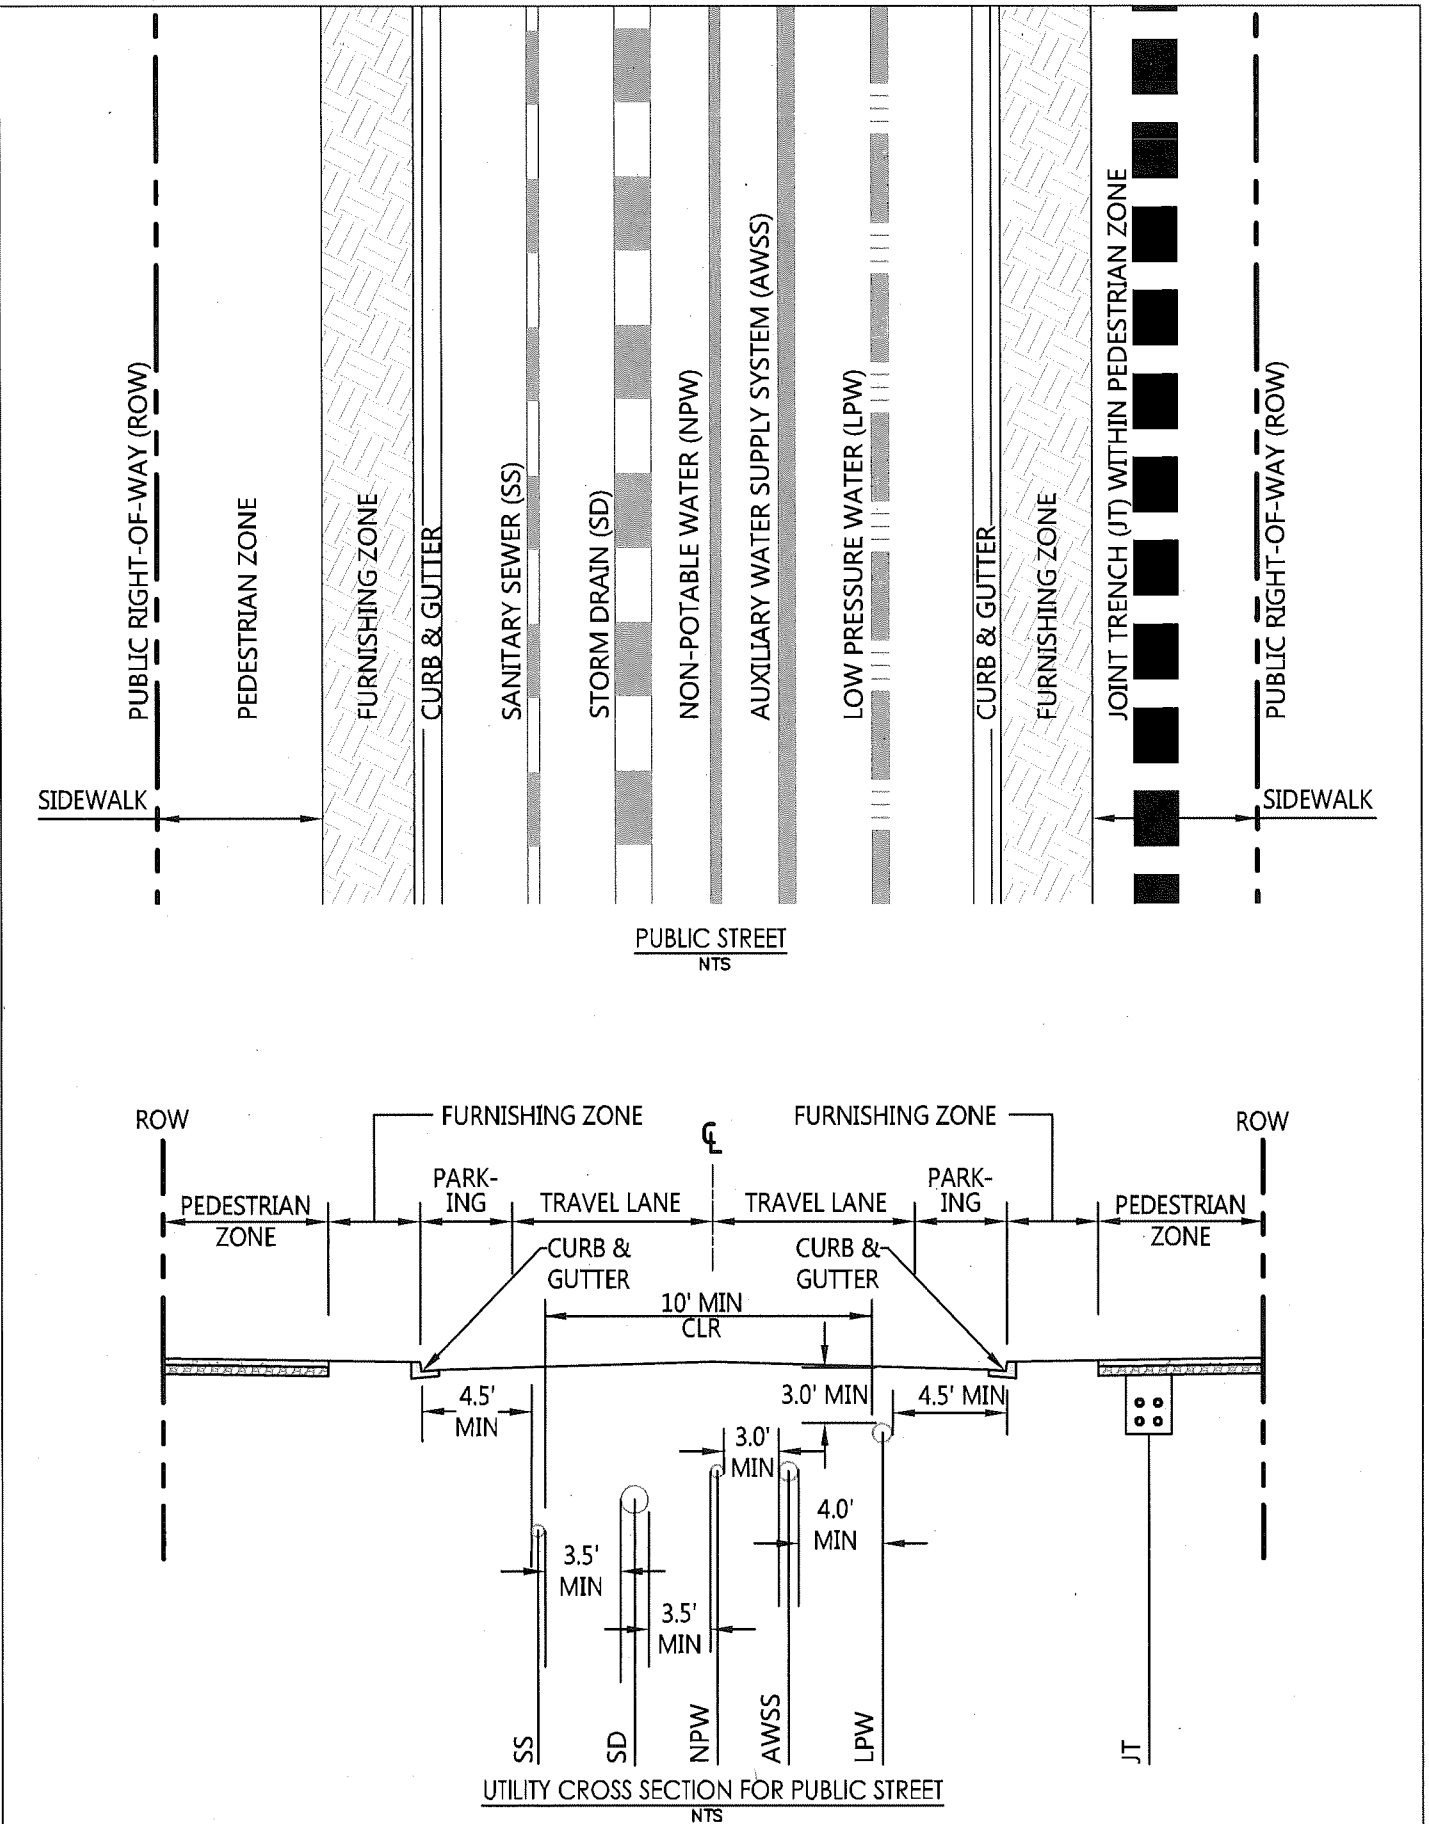 PUBLIC RIGHT-OF-WAY (ROW)
PEDESTRIAN ZONE
FURNISHING ZONE
CURB & GUTTER
SANITARY SEWER (SS)
STORM DRAIN (SD)
NON-POTABLE WATER (NPW)
AUXILIARY WATER SUPPLY SYSTEM (AWSS)
LOW PRESSURE WATER (LPW)
CURB & GUTTER
FURNISHING ZONE
JOINT TRENCH (JT) WITHIN PEDESTRIAN ZONE
PUBLIC RIGHT-OF-WAY (ROW)
SIDEWALK
SIDEWALK
PUBLIC STREET
NTS
ROW
FURNISHING ZONE
FURNISHING ZONE
ROW
℄
PEDESTRIAN
ZONE
PARK-
ING
TRAVEL LANE
TRAVEL LANE
PARK-
ING
PEDESTRIAN
ZONE
CURB &
GUTTER
CURB &
GUTTER
10' MIN
CLR
4.5'
MIN
3.0' MIN
4.5' MIN
3.0'
MIN
4.0'
MIN
3.5'
MIN
3.5'
MIN
SS
SD
NPW
AWSS
LPW
JT
UTILITY CROSS SECTION FOR PUBLIC STREET
NTS